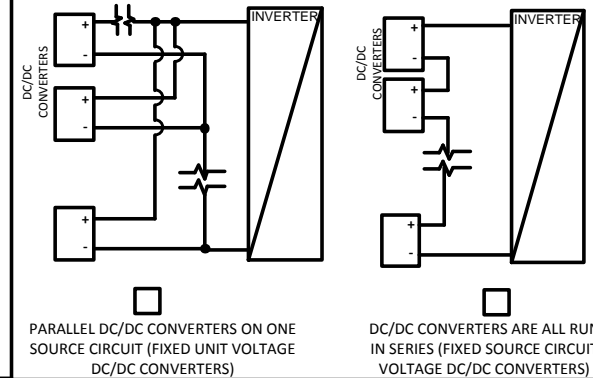 INVERTER
DC/DC
CONVERTERS
+
-
+
-
+
-
PARALLEL DC/DC CONVERTERS ON ONE
SOURCE CIRCUIT (FIXED UNIT VOLTAGE
DC/DC CONVERTERS)
INVERTER
DC/DC
CONVERTERS
+
-
+
-
+
-
DC/DC CONVERTERS ARE ALL RUN
IN SERIES (FIXED SOURCE CIRCUIT
VOLTAGE DC/DC CONVERTERS)